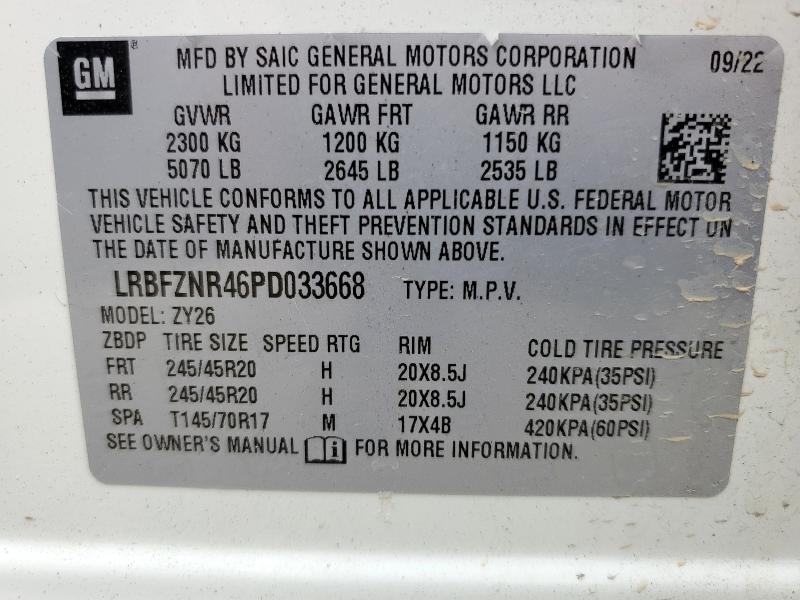 GM ®
MFD BY SAIC GENERAL MOTORS CORPORATION
LIMITED FOR GENERAL MOTORS LLC
09/22
GVWR GAWR FRT GAWR RR
2300 KG 1200 KG 1150 KG
5070 LB 2645 LB 2535 LB
THIS VEHICLE CONFORMS TO ALL APPLICABLE U.S. FEDERAL MOTOR
VEHICLE SAFETY AND THEFT PREVENTION STANDARDS IN EFFECT ON
THE DATE OF MANUFACTURE SHOWN ABOVE.
LRBFZNR46PD033668 TYPE: M.P.V.
MODEL: ZY26
ZBDP TIRE SIZE SPEED RTG RIM COLD TIRE PRESSURE
FRT 245/45R20 H 20X8.5J 240KPA(35PSI)
RR 245/45R20 H 20X8.5J 240KPA(35PSI)
SPA T145/70R17 M 17X4B 420KPA(60PSI)
SEE OWNER'S MANUAL i FOR MORE INFORMATION.